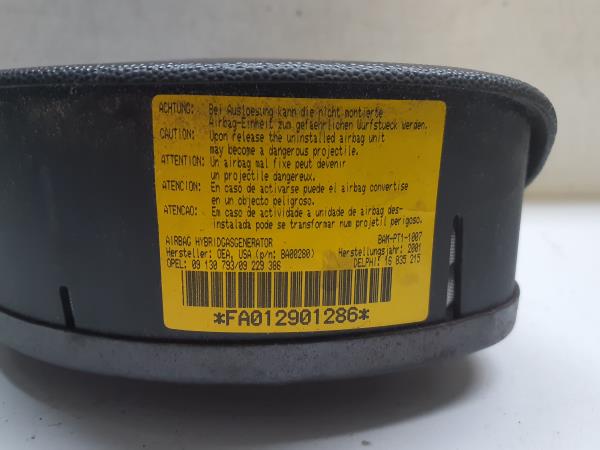 ACHTUNG: Bei Ausloesung kann die nicht montierte
Airbag-Einheit zum gefaehrlichen Wurfstueck werden.
CAUTION: Upon release the uninstalled airbag unit
may become a dangerous projectile.
ATTENTION: Un airbag mal fixe peut devenir
un projectile dangereux.
ATENCION: En caso de activarse puede el airbag convertise
en un objecto peligroso.
ATENCAO: Em caso de actividade a unidade de airbag des-
instalada pode se transformar num projetil perigoso.
AIRBAG HYBRIDGASGENERATOR BAM-PT1-1007
Hersteller: OEA, USA (p/n: BA00280) Herstellungsjahr: 2001
OPEL: 09 130 793/09 229 386 DELPHI: 16 835 215
*FA012901286*